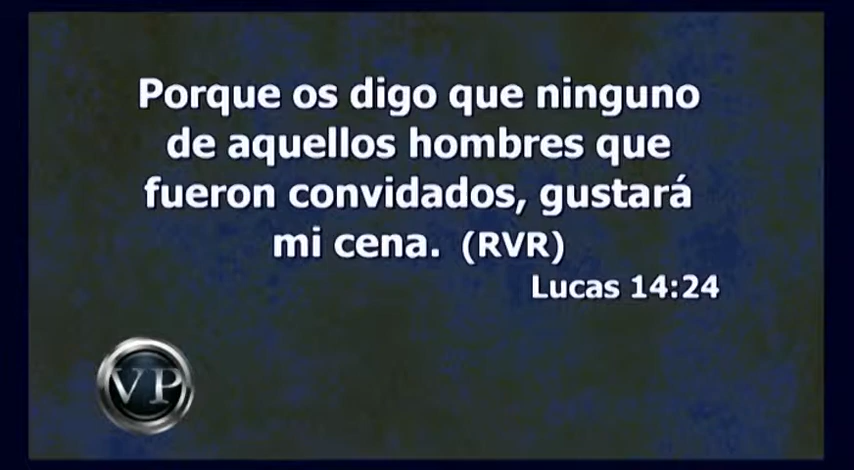 Porque os digo que ninguno
de aquellos hombres que
fueron convidados, gustará
mi cena. (RVR)
Lucas 14:24
VP